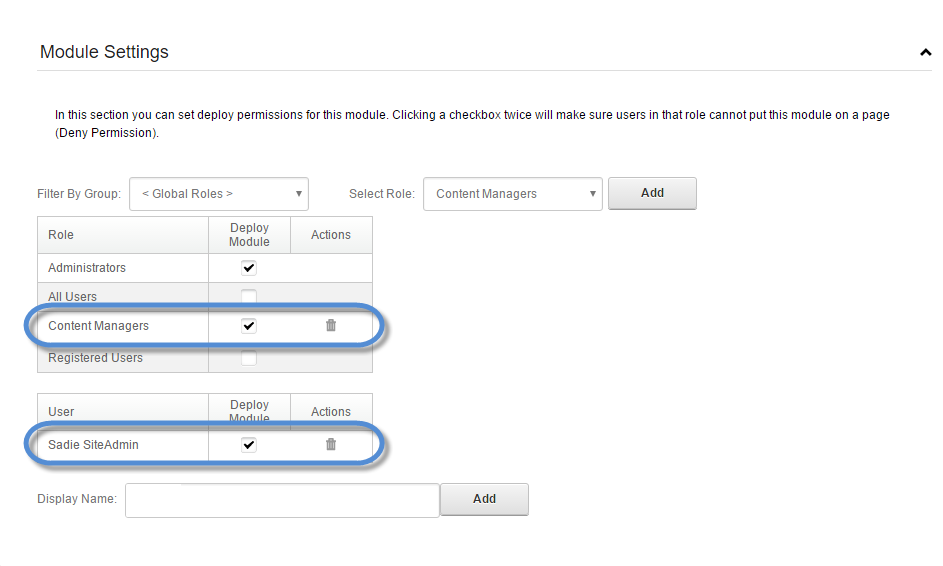 Module Settings
In this section you can set deploy permissions for this module. Clicking a checkbox twice will make sure users in that role cannot put this module on a page
(Deny Permission).
Filter By Group: < Global Roles > Select Role: Content Managers Add
Role Deploy Module Actions
Administrators
All Users
Content Managers
Registered Users
User Deploy Module Actions
Sadie SiteAdmin
Display Name: Add